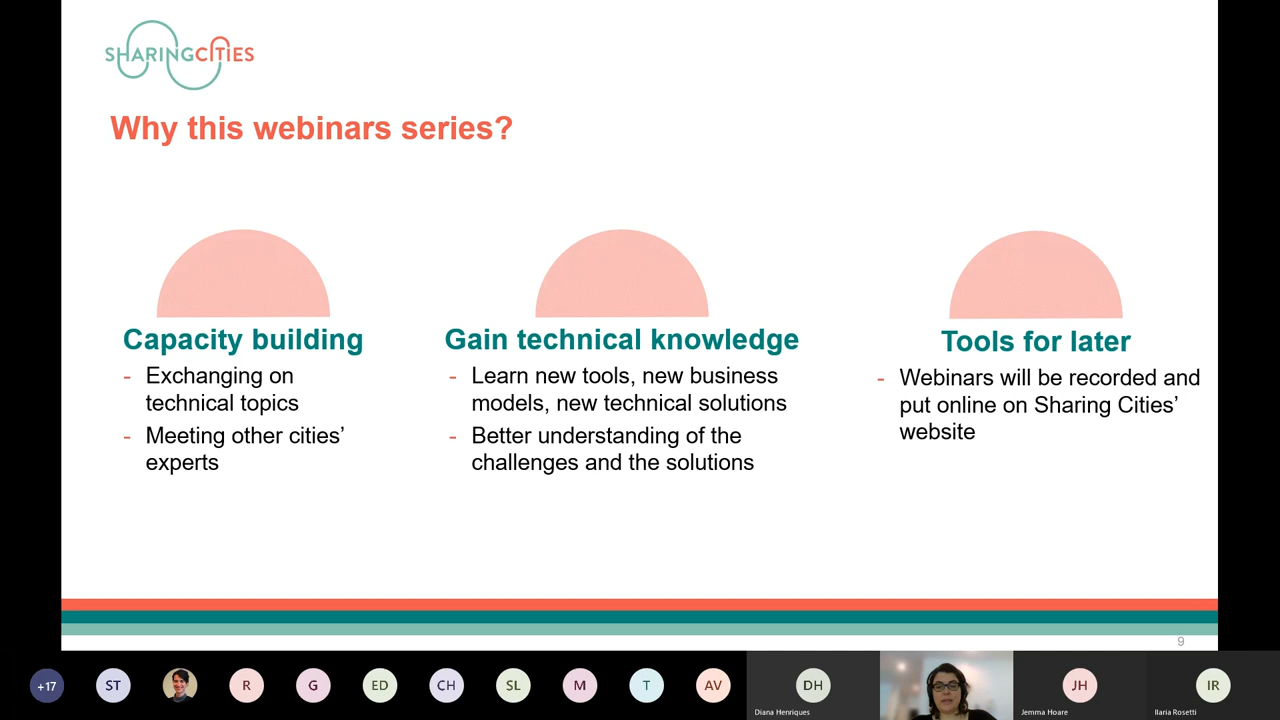 SHARINGCITIES
Why this webinars series?
Capacity building
- Exchanging on
technical topics
- Meeting other cities’
experts
Gain technical knowledge
- Learn new tools, new business
models, new technical solutions
- Better understanding of the
challenges and the solutions
Tools for later
- Webinars will be recorded and
put online on Sharing Cities’
website
9
+17
ST
R
G
ED
CH
SL
M
T
AV
DH
Diana Henriques
JH
Jemma Hoare
IR
Ilaria Rosetti